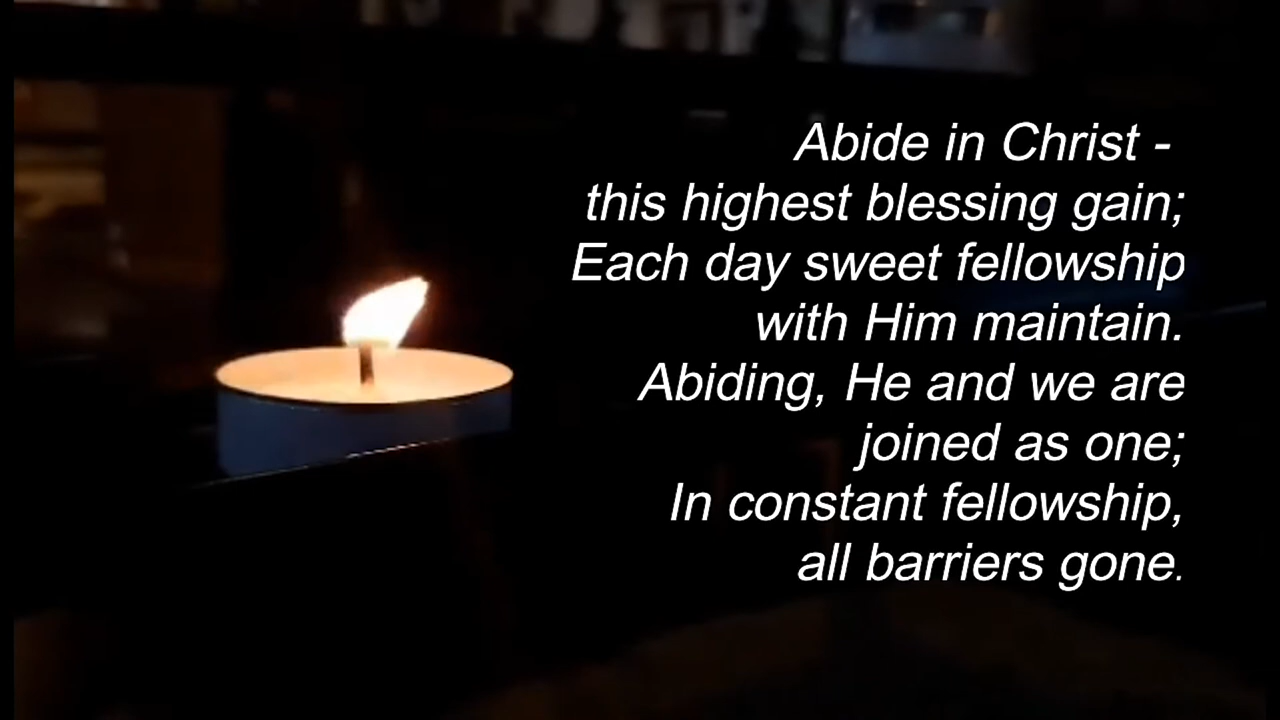 Abide in Christ -
this highest blessing gain;
Each day sweet fellowship
with Him maintain.
Abiding, He and we are
joined as one;
In constant fellowship,
all barriers gone.